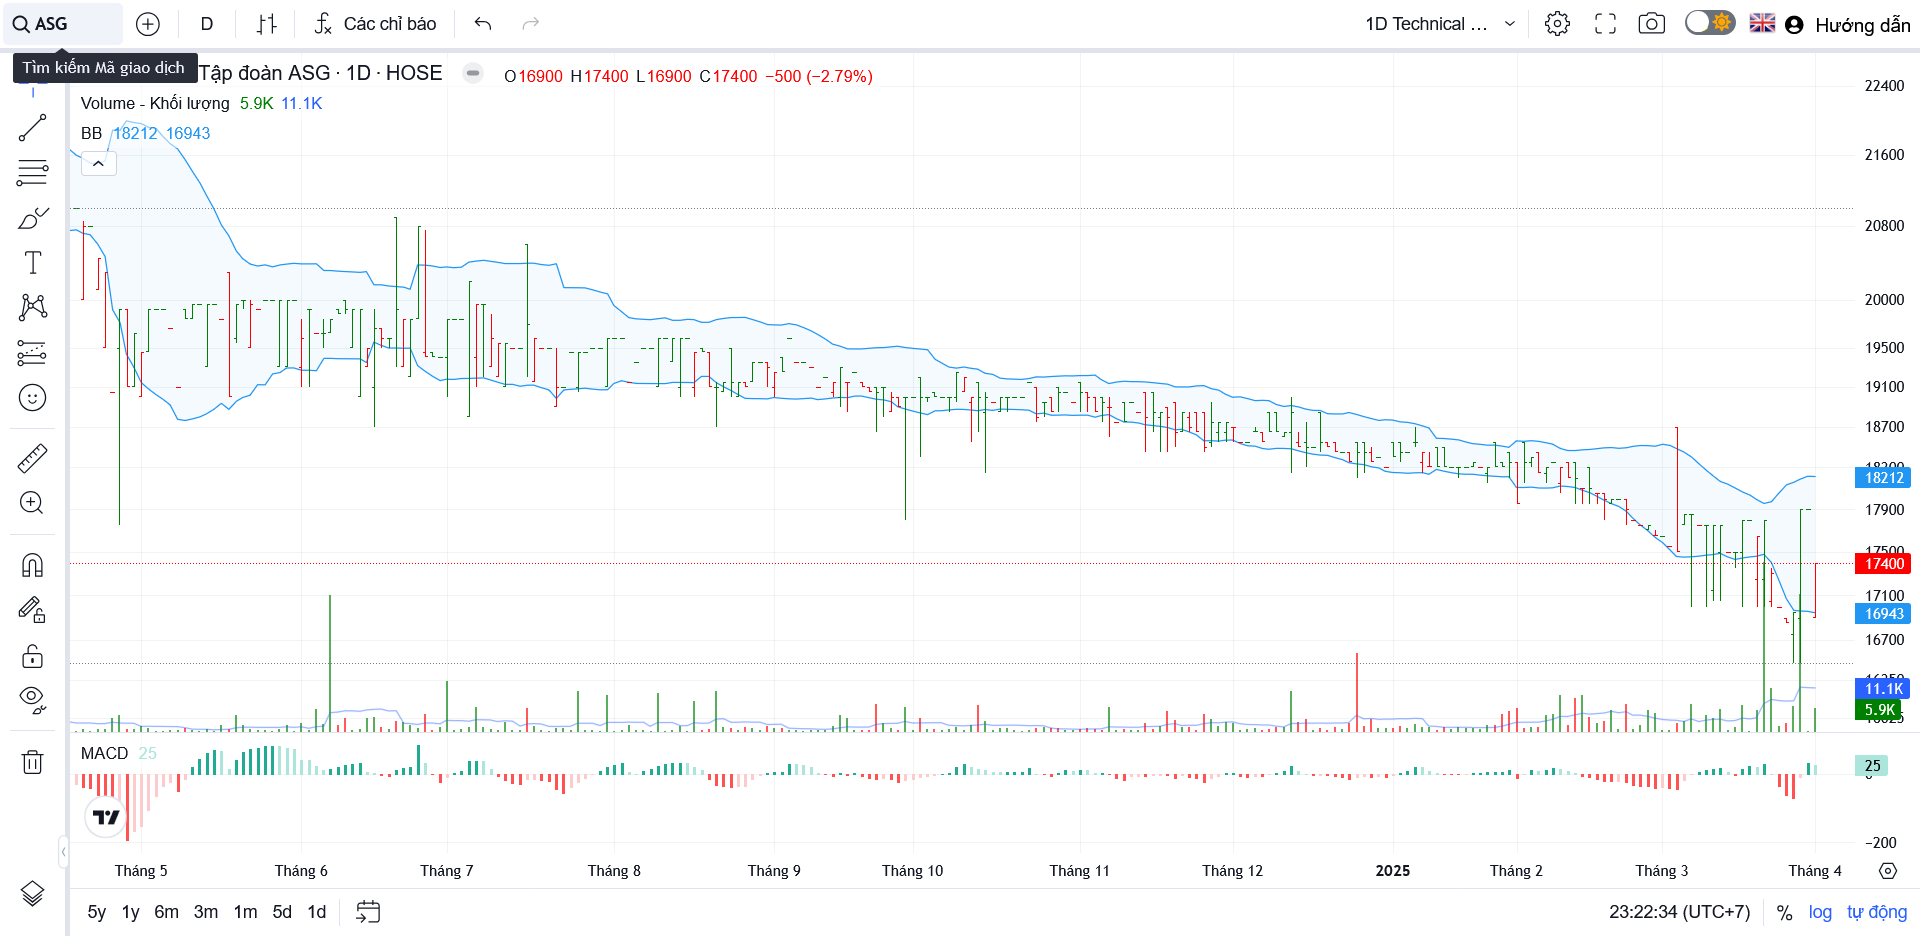 ASG
D
Các chỉ báo
1D Technical ...
Hướng dẫn
Tìm kiếm Mã giao dịch
Tập đoàn ASG · 1D · HOSE
O16900 H17400 L16900 C17400 −500 (−2.79%)
Volume - Khối lượng 5.9K 11.1K
BB 18212 16943
22400
21600
20800
20000
19500
19100
18700
18212
17900
17500
17400
17100
16943
16700
11.1K
5.9K
MACD 25
25
−200
Tháng 5 Tháng 6 Tháng 7 Tháng 8 Tháng 9 Tháng 10 Tháng 11 Tháng 12 2025 Tháng 2 Tháng 3 Tháng 4
5y 1y 6m 3m 1m 5d 1d
23:22:34 (UTC+7) % log tự động